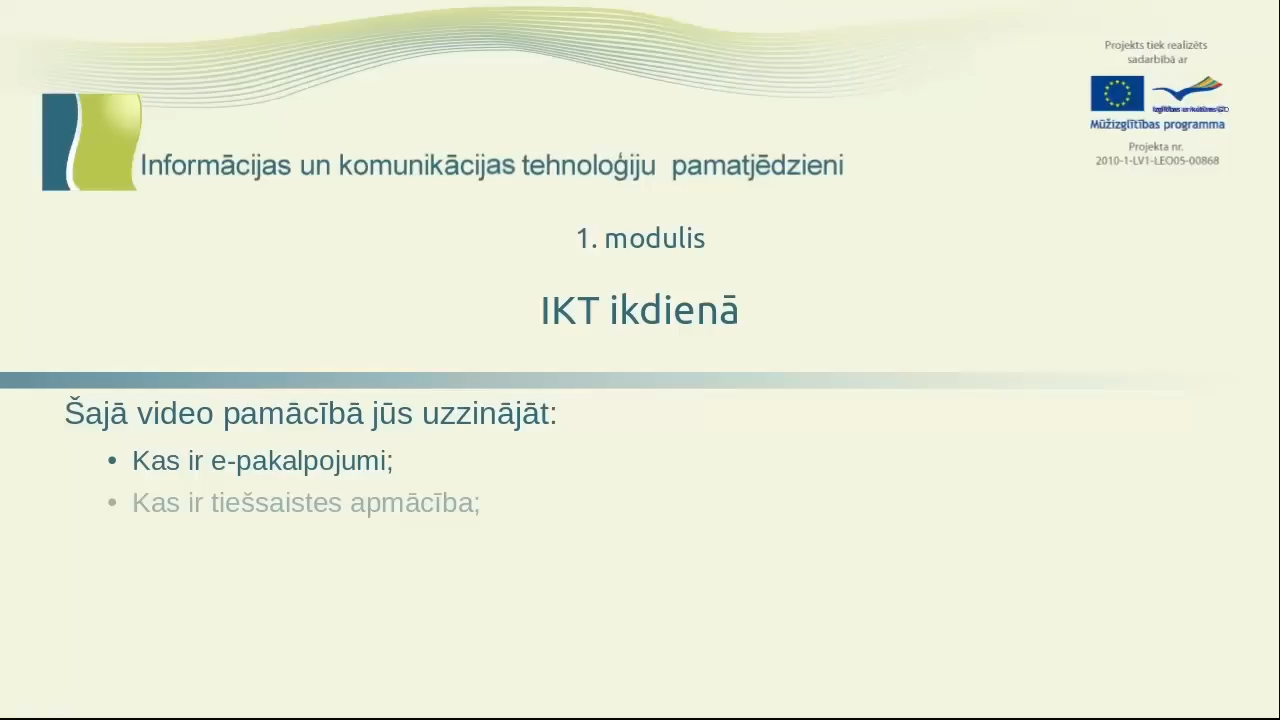 Projekts tiek realizēts
sadarbībā ar
Mūžizglītības programma
Projekta nr.
2010-1-LV1-LEO05-00868
Informācijas un komunikācijas tehnoloģiju pamatjēdzieni
1. modulis
IKT ikdienā
Šajā video pamācībā jūs uzzinājāt:
• Kas ir e-pakalpojumi;
• Kas ir tiešsaistes apmācība;